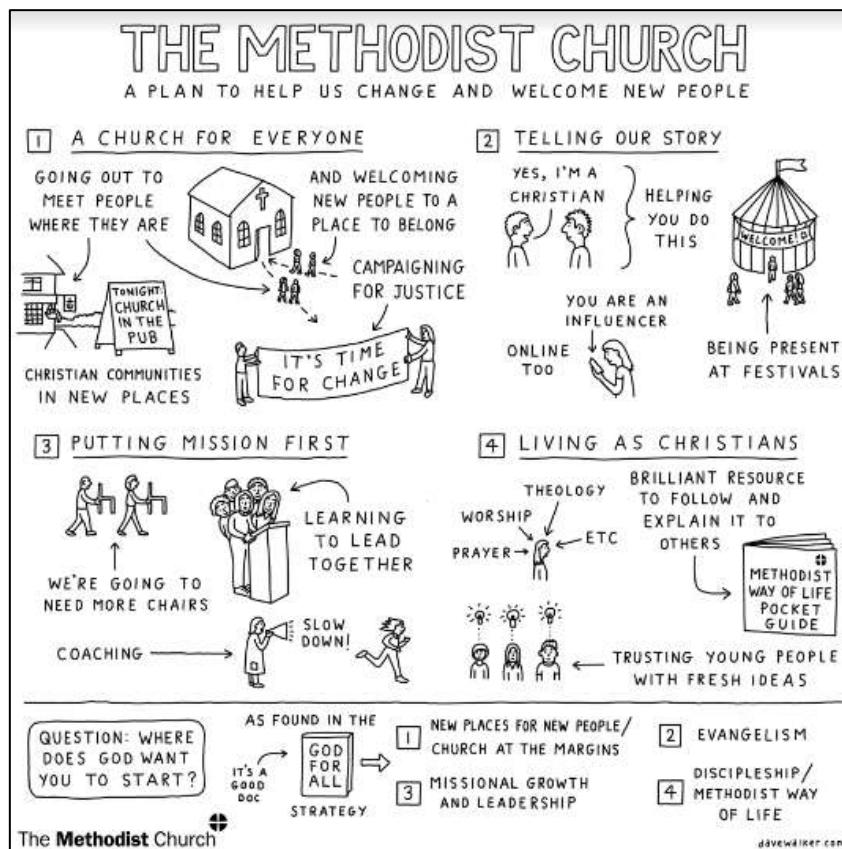 THE METHODIST CHURCH
A PLAN TO HELP US CHANGE AND WELCOME NEW PEOPLE
1 A CHURCH FOR EVERYONE
GOING OUT TO
MEET PEOPLE
WHERE THEY ARE
AND WELCOMING
NEW PEOPLE TO A
PLACE TO BELONG
TONIGHT:
CHURCH
IN THE
PUB
CHRISTIAN COMMUNITIES
IN NEW PLACES
CAMPAIGNING
FOR JUSTICE
IT'S TIME
FOR CHANGE
2 TELLING OUR STORY
YES, I'M A
CHRISTIAN
HELPING
YOU DO
THIS
WELCOME!
YOU ARE AN
INFLUENCER
ONLINE
TOO
BEING PRESENT
AT FESTIVALS
3 PUTTING MISSION FIRST
WE'RE GOING TO
NEED MORE CHAIRS
LEARNING
TO LEAD
TOGETHER
COACHING
SLOW
DOWN!
4 LIVING AS CHRISTIANS
THEOLOGY
WORSHIP
PRAYER
ETC
BRILLIANT RESOURCE
TO FOLLOW AND
EXPLAIN IT TO
OTHERS
METHODIST
WAY OF LIFE
POCKET
GUIDE
TRUSTING YOUNG PEOPLE
WITH FRESH IDEAS
QUESTION: WHERE
DOES GOD WANT
YOU TO START?
AS FOUND IN THE
IT'S A
GOOD
DOC
GOD
FOR
ALL
STRATEGY
1 NEW PLACES FOR NEW PEOPLE/
CHURCH AT THE MARGINS
2 EVANGELISM
3 MISSIONAL GROWTH
AND LEADERSHIP
4 DISCIPLESHIP/
METHODIST WAY
OF LIFE
The Methodist Church
davewalker.com